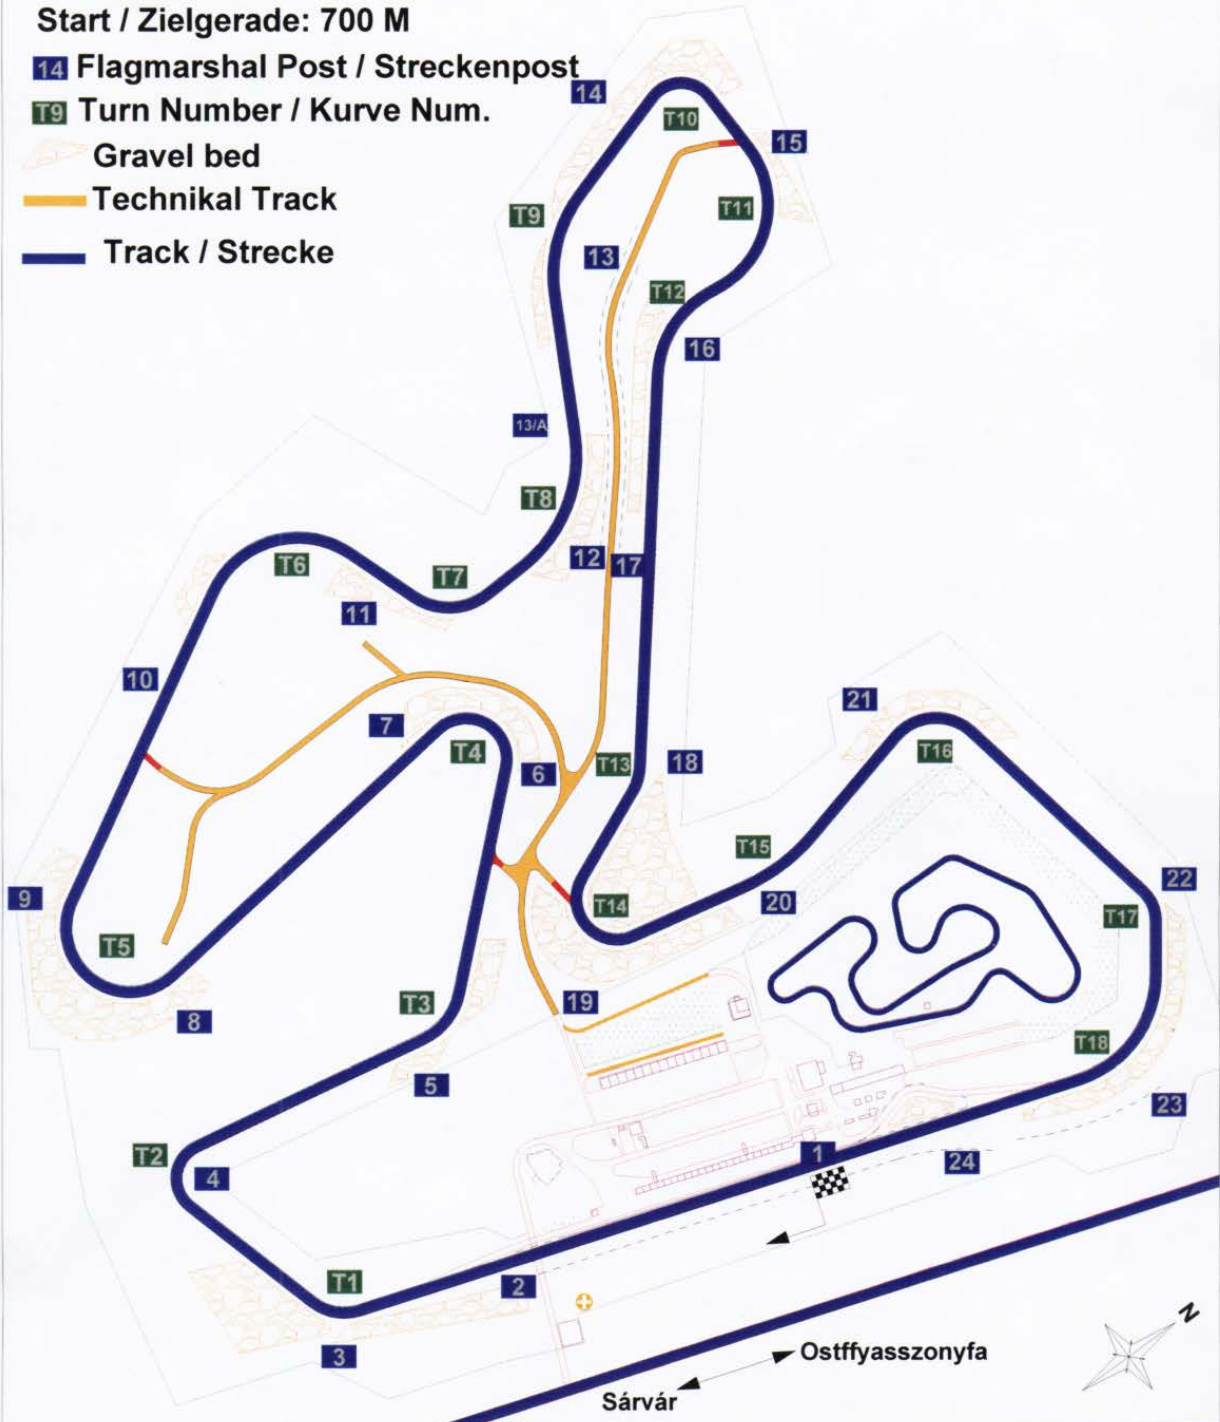 Start / Zielgerade: 700 M
14 Flagmarshal Post / Streckenpost
T9 Turn Number / Kurve Num.
Gravel bed
Technikal Track
Track / Strecke
14
T10
15
T9
T11
13
T12
16
13/A
T8
12
17
T6
T7
11
10
21
7
T4
T16
6
T13
18
T15
22
9
20
T14
T17
T5
T3
19
8
T18
5
23
T2
1
24
4
T1
2
3
N
Ostffyasszonyfa
Sárvár